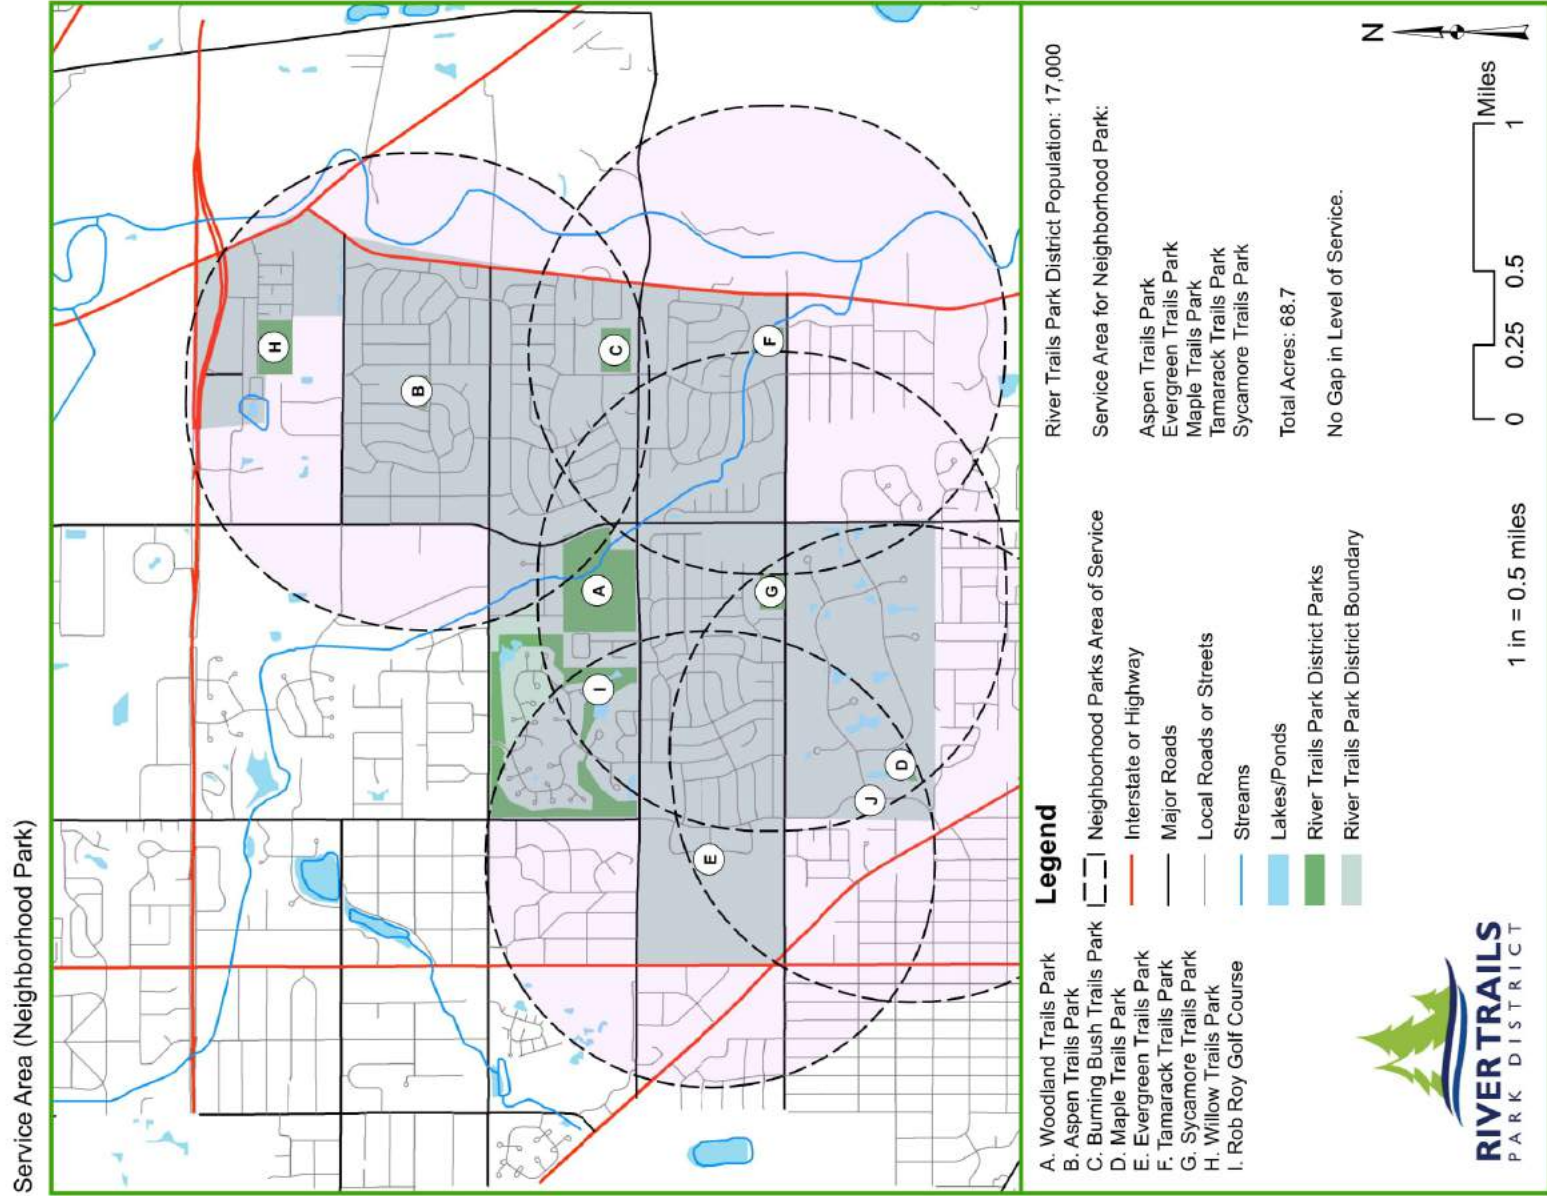 Service Area (Neighborhood Park)
H
B
C
F
A
G
I
E
J
D
A. Woodland Trails Park
B. Aspen Trails Park
C. Burning Bush Trails Park
D. Maple Trails Park
E. Evergreen Trails Park
F. Tamarack Trails Park
G. Sycamore Trails Park
H. Willow Trails Park
I. Rob Roy Golf Course
Legend
Neighborhood Parks Area of Service
Interstate or Highway
Major Roads
Local Roads or Streets
Streams
Lakes/Ponds
River Trails Park District Parks
River Trails Park District Boundary
River Trails Park District Population: 17,000
Service Area for Neighborhood Park:
Aspen Trails Park
Evergreen Trails Park
Maple Trails Park
Tamarack Trails Park
Sycamore Trails Park
Total Acres: 68.7
No Gap in Level of Service.
N
Miles
0 0.25 0.5 1
1 in = 0.5 miles
RIVER TRAILS
PARK DISTRICT